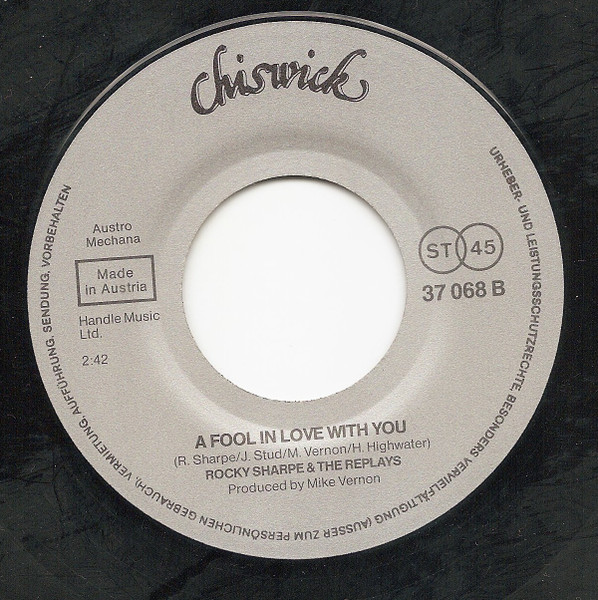 chiswick
Austro
Mechana
Made
in Austria
Handle Music
Ltd.
2:42
ST 45
37 068 B
A FOOL IN LOVE WITH YOU
(R. Sharpe/J. Stud/M. Vernon/H. Highwater)
ROCKY SHARPE & THE REPLAYS
Produced by Mike Vernon
URHEBER- UND LEISTUNGSSCHUTZRECHTE, BESONDERS VERVIELFÄLTIGUNG (AUSSER ZUM PERSÖNLICHEN GEBRAUCH), VERMIETUNG, AUFFÜHRUNG, SENDUNG, VORBEHALTEN